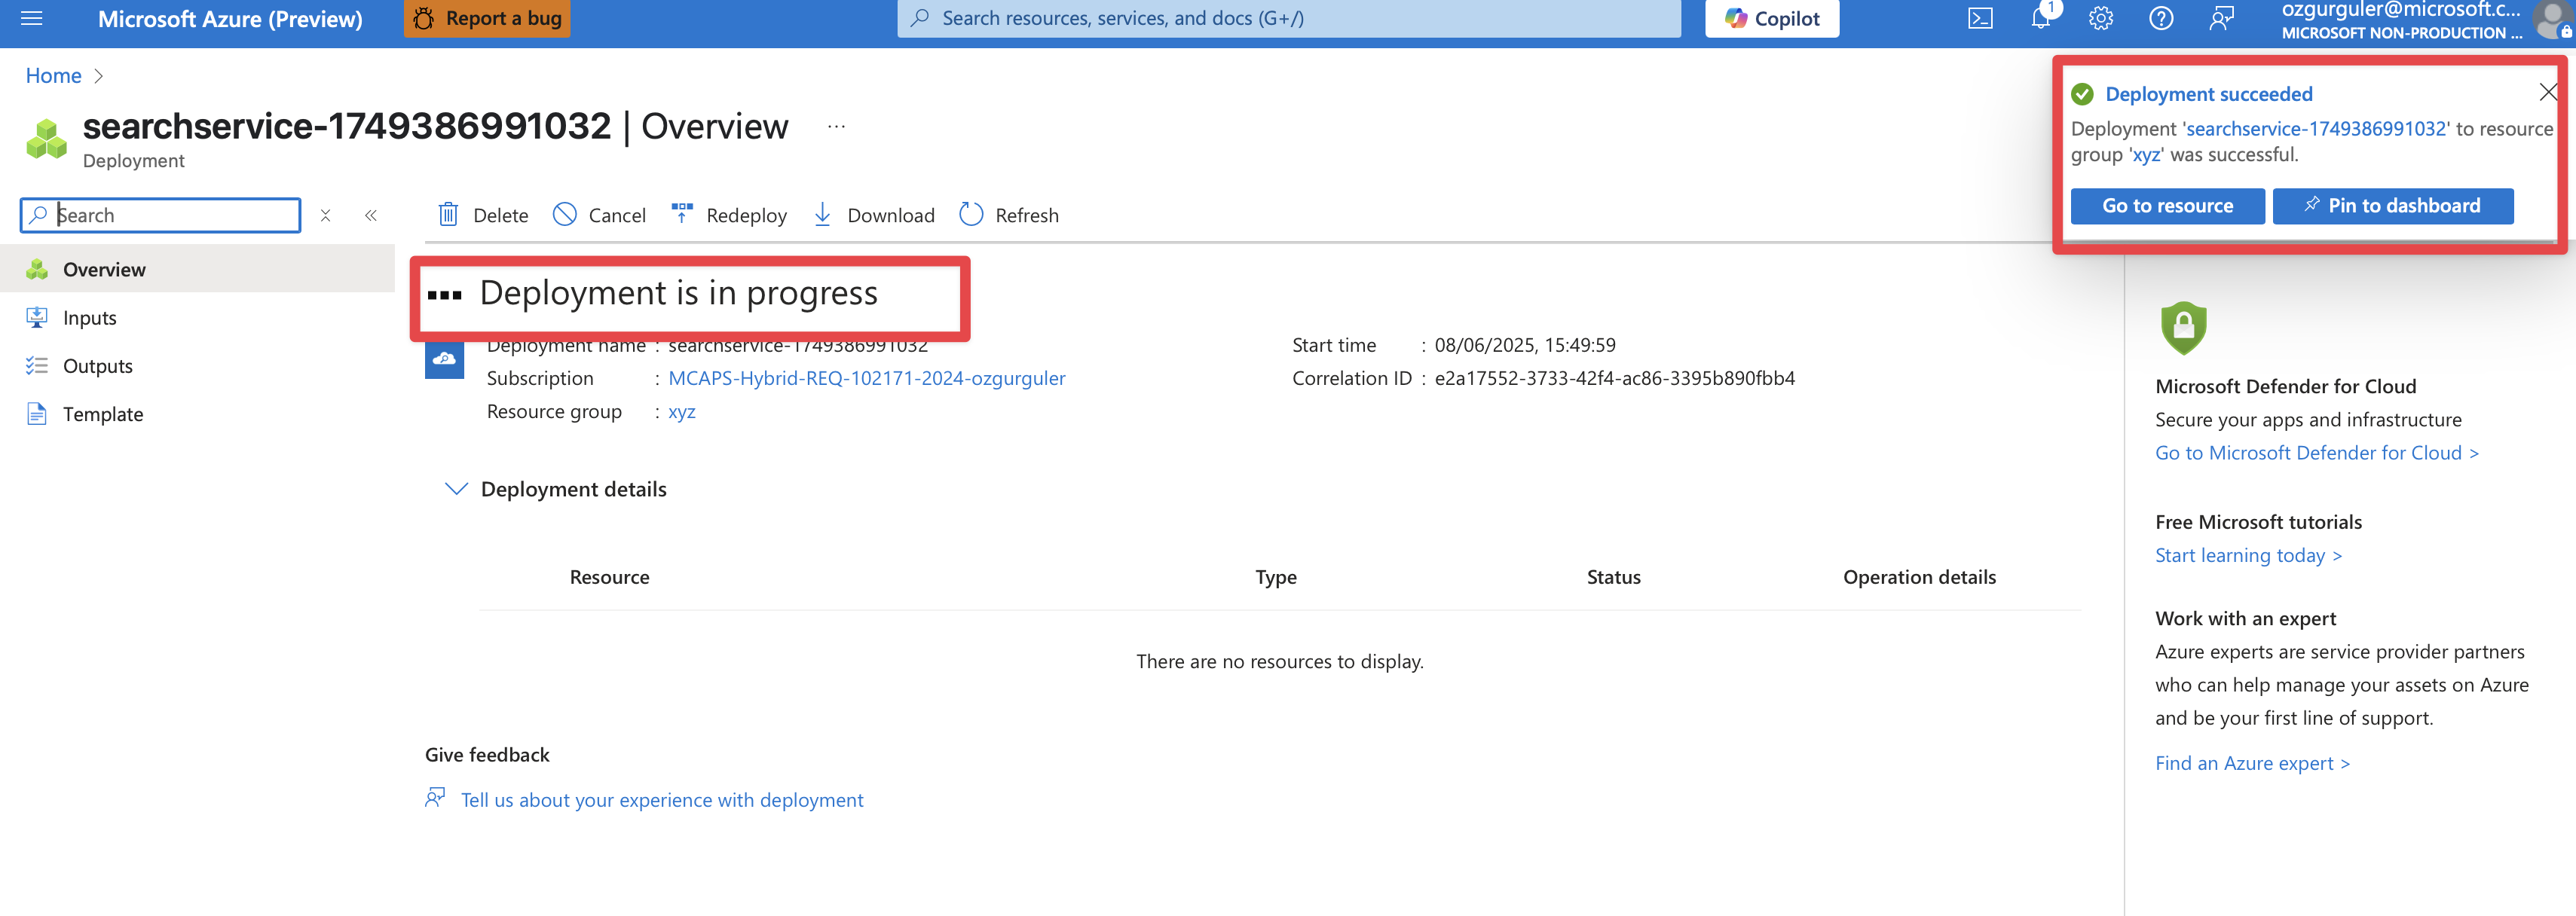 Microsoft Azure (Preview)
Report a bug
Search resources, services, and docs (G+/)
Copilot
1
ozgurguler@microsoft.c...
MICROSOFT NON-PRODUCTION ...
Home
searchservice-1749386991032 | Overview ...
Deployment
Deployment succeeded
Deployment 'searchservice-1749386991032' to resource
group 'xyz' was successful.
Go to resource
Pin to dashboard
Search
Delete
Cancel
Redeploy
Download
Refresh
Overview
Inputs
Outputs
Template
Deployment is in progress
Deployment name : searchservice-1749386991032
Subscription : MCAPS-Hybrid-REQ-102171-2024-ozgurguler
Resource group : xyz
Start time : 08/06/2025, 15:49:59
Correlation ID : e2a17552-3733-42f4-ac86-3395b890fbb4
Deployment details
Resource Type Status Operation details
There are no resources to display.
Give feedback
Tell us about your experience with deployment
Microsoft Defender for Cloud
Secure your apps and infrastructure
Go to Microsoft Defender for Cloud >
Free Microsoft tutorials
Start learning today >
Work with an expert
Azure experts are service provider partners
who can help manage your assets on Azure
and be your first line of support.
Find an Azure expert >